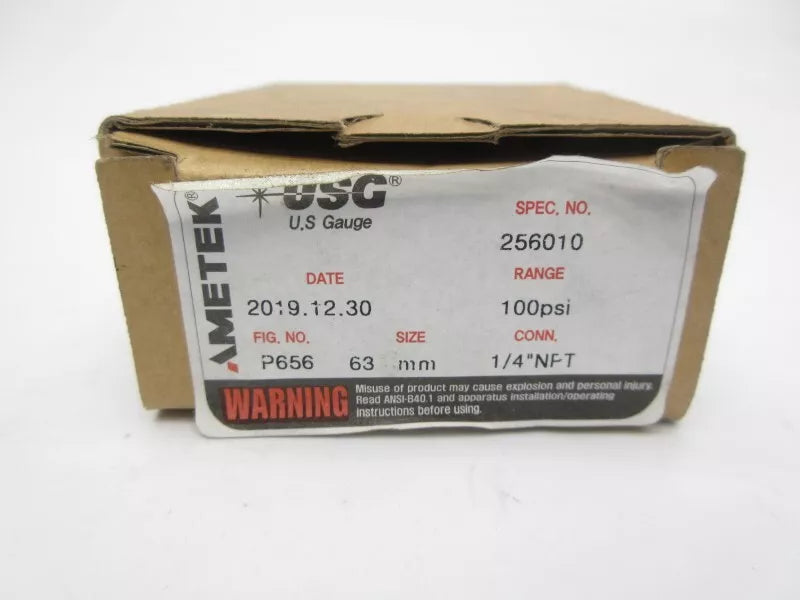 AMETEK®
USG®
U.S Gauge
SPEC. NO.
256010
DATE
RANGE
2019.12.30
100psi
FIG. NO.
SIZE
CONN.
P656
63 mm
1/4"NPT
WARNING
Misuse of product may cause explosion and personal injury.
Read ANSI-B40.1 and apparatus installation/operating
instructions before using.